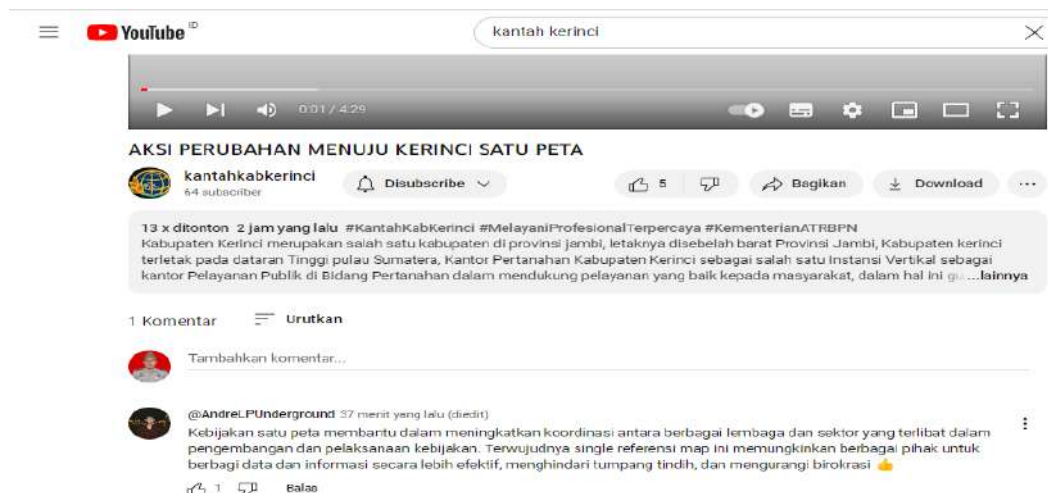 YouTube ID
kantah kerinci
0:01 / 4:29
AKSI PERUBAHAN MENUJU KERINCI SATU PETA
kantahkabkerinci
64 subscriber
Disubscribe
5
Bagikan
Download
13 x ditonton 2 jam yang lalu #KantahKabKerinci #MelayaniProfesionalTerpercaya #KementerianATRBPN
Kabupaten Kerinci merupakan salah satu kabupaten di provinsi jambi, letaknya disebelah barat Provinsi Jambi, Kabupaten kerinci
terletak pada dataran Tinggi pulau Sumatera, Kantor Pertanahan Kabupaten Kerinci sebagai salah satu Instansi Vertikal sebagai
kantor Pelayanan Publik di Bidang Pertanahan dalam mendukung pelayanan yang baik kepada masyarakat, dalam hal ini ...lainnya
1 Komentar
Urutkan
Tambahkan komentar...
@AndreLPUnderground 37 menit yang lalu (diedit)
Kebijakan satu peta membantu dalam meningkatkan koordinasi antara berbagai lembaga dan sektor yang terlibat dalam
pengembangan dan pelaksanaan kebijakan. Terwujudnya single referensi map ini memungkinkan berbagai pihak untuk
berbagi data dan informasi secara lebih efektif, menghindari tumpang tindih, dan mengurangi birokrasi 👍
1
Balas